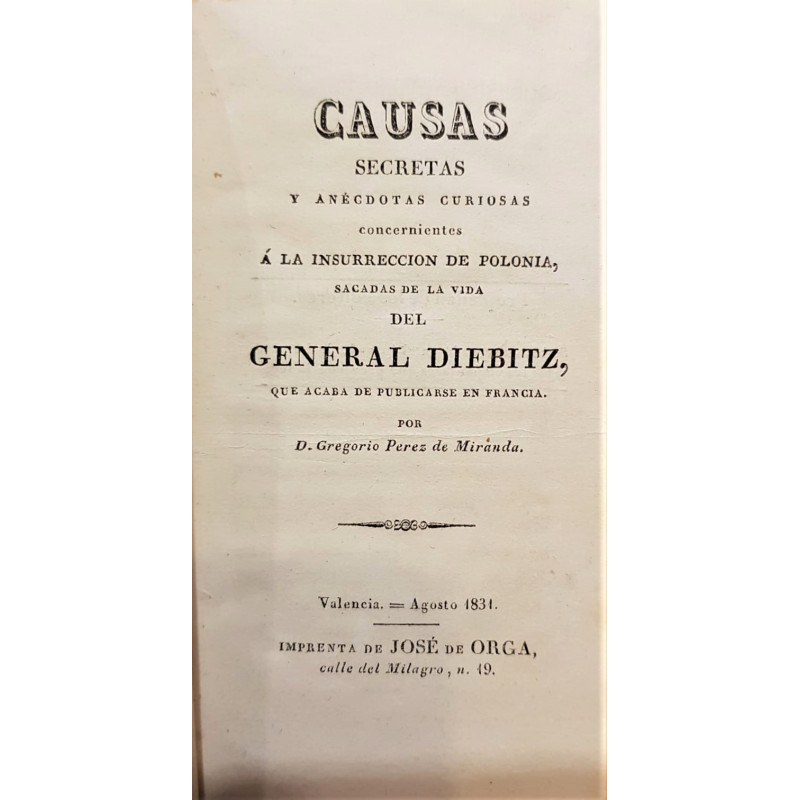 CAUSAS
SECRETAS
Y ANÉCDOTAS CURIOSAS
concernientes
Á LA INSURRECCION DE POLONIA,
SACADAS DE LA VIDA
DEL
GENERAL DIEBITZ,
QUE ACABA DE PUBLICARSE EN FRANCIA.
POR
D. Gregorio Perez de Miranda.
Valencia. = Agosto 1831.
IMPRENTA DE JOSÉ DE ORGA,
calle del Milagro, n. 19.